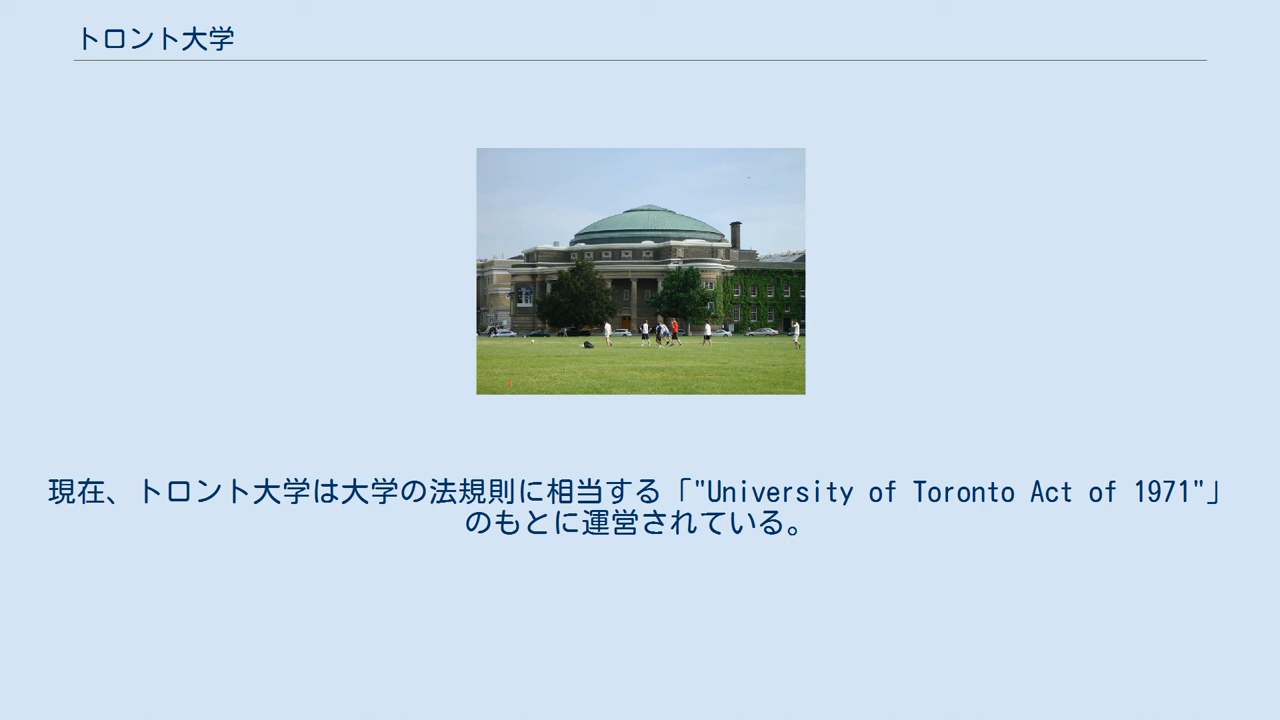 トロント大学
現在、トロント大学は大学の法規則に相当する「"University of Toronto Act of 1971"」
のもとに運営されている。